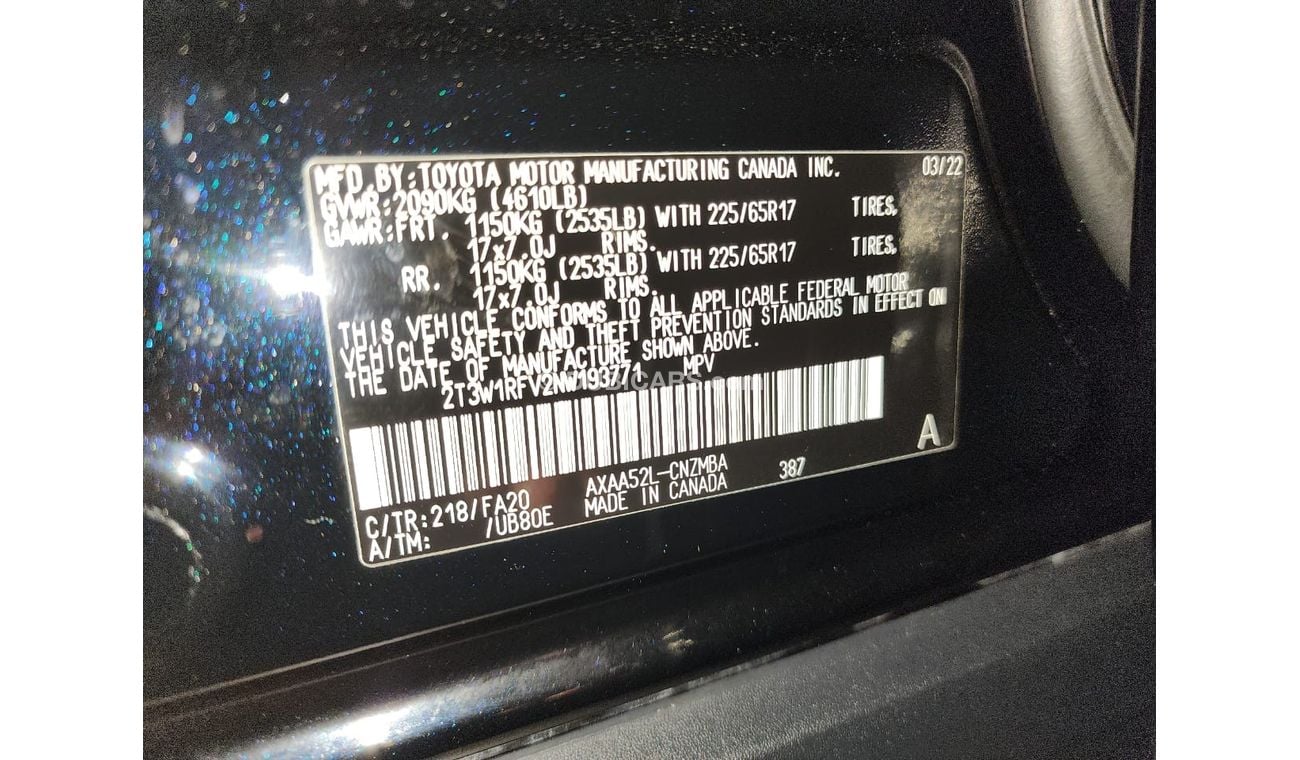 MFD.BY:TOYOTA MOTOR MANUFACTURING CANADA INC. 03/22
GVWR:2090KG (4610LB)
GAWR:FRT. 1150KG (2535LB) WITH 225/65R17 TIRES,
17x7.0J RIMS.
RR. 1150KG (2535LB) WITH 225/65R17 TIRES,
17x7.0J RIMS.
THIS VEHICLE CONFORMS TO ALL APPLICABLE FEDERAL MOTOR
VEHICLE SAFETY AND THEFT PREVENTION STANDARDS IN EFFECT ON
THE DATE OF MANUFACTURE SHOWN ABOVE.
2T3W1RFV2NW193771 MPV
DUBICARS.com
A
C/TR:218/FA20 AXAA52L-CNZMBA 387
A/TM: /UB80E MADE IN CANADA